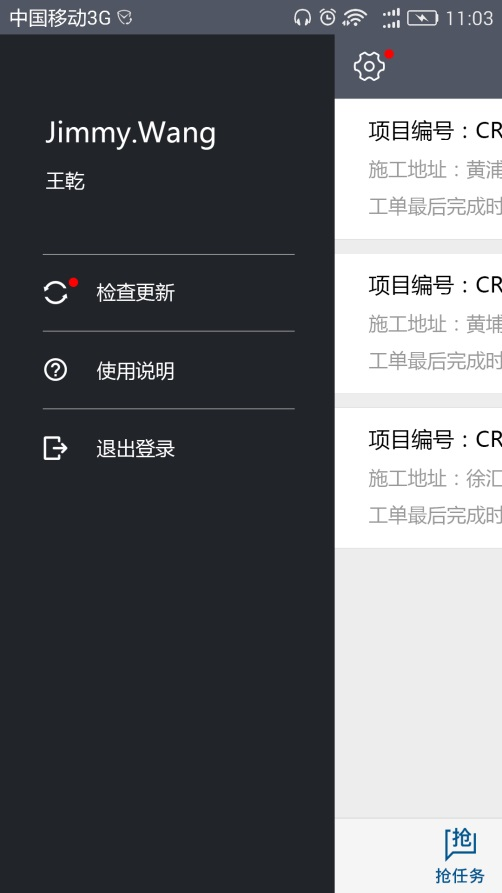 中国移动3G
11:03
Jimmy.Wang
王乾
检查更新
使用说明
退出登录
项目编号：CR
施工地址：黄浦
工单最后完成时
项目编号：CR
施工地址：黄埔
工单最后完成时
项目编号：CR
施工地址：徐汇
工单最后完成时
抢
抢任务